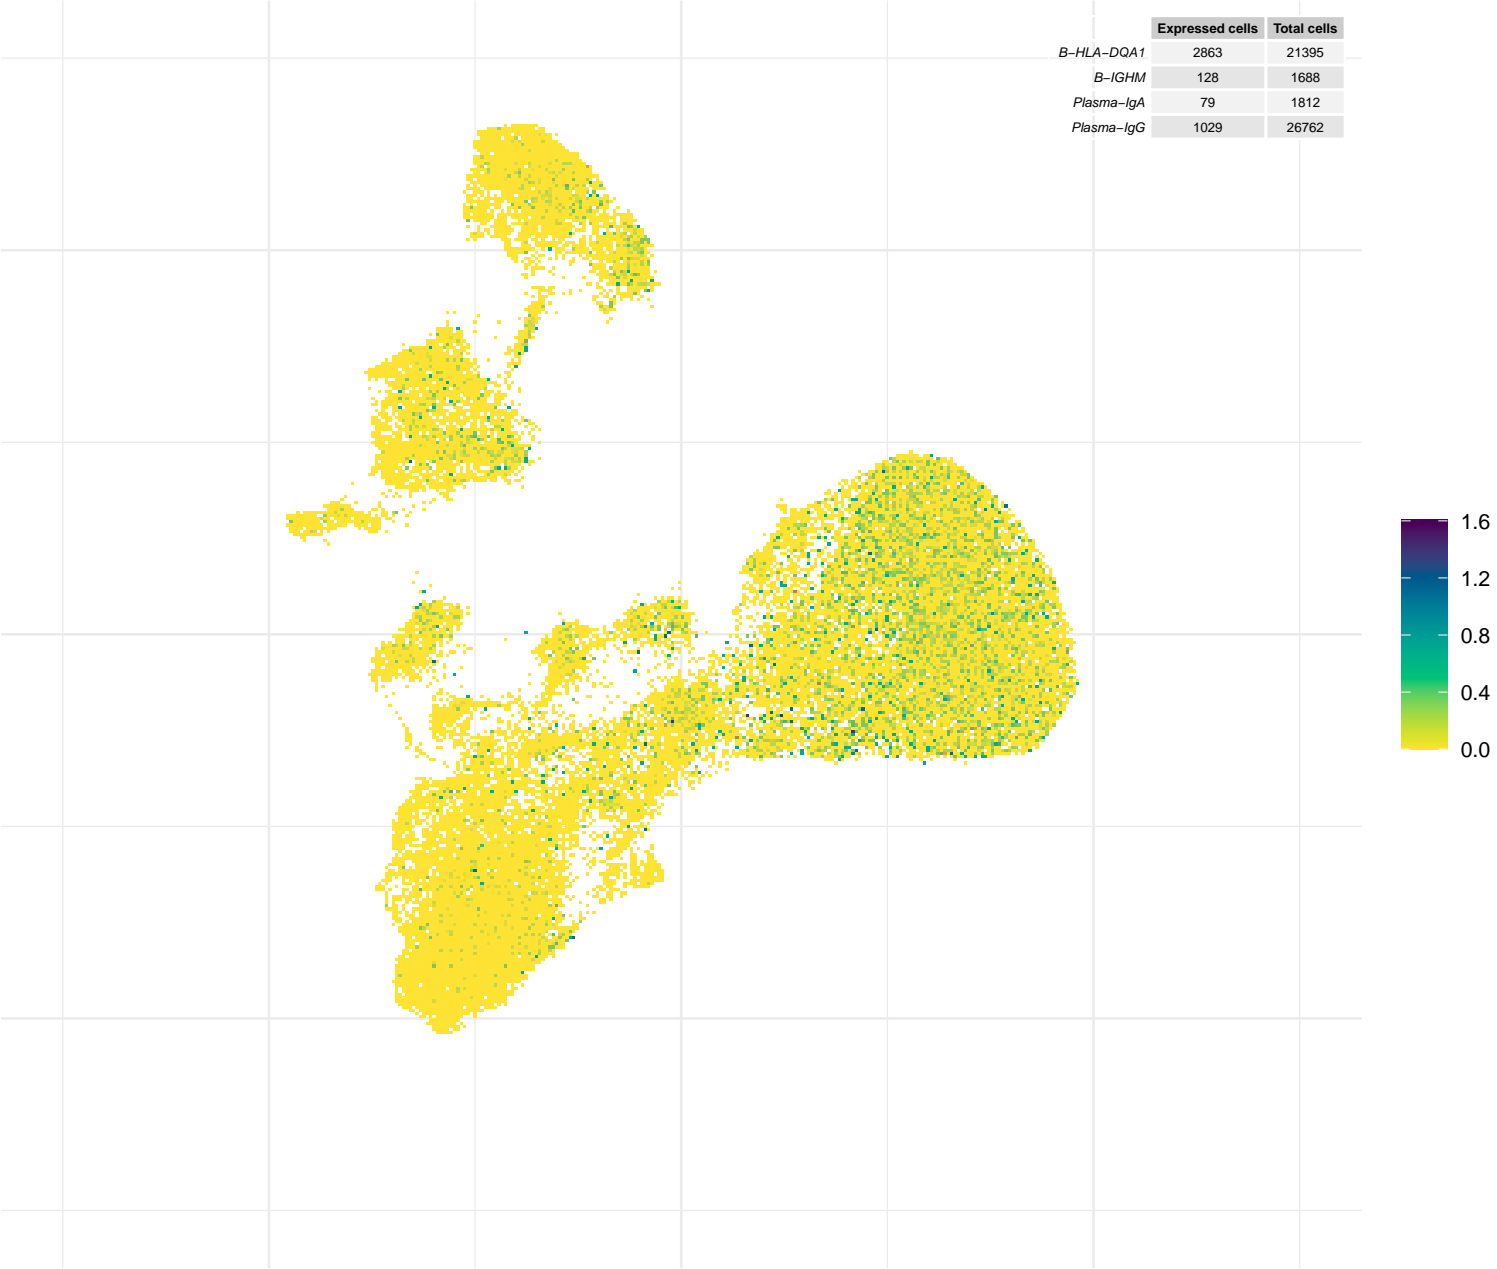 Expressed cells Total cells
B−HLA−DQA1 2863 21395
B−IGHM 128 1688
Plasma−IgA 79 1812
Plasma−IgG 1029 26762
1.6
1.2
0.8
0.4
0.0